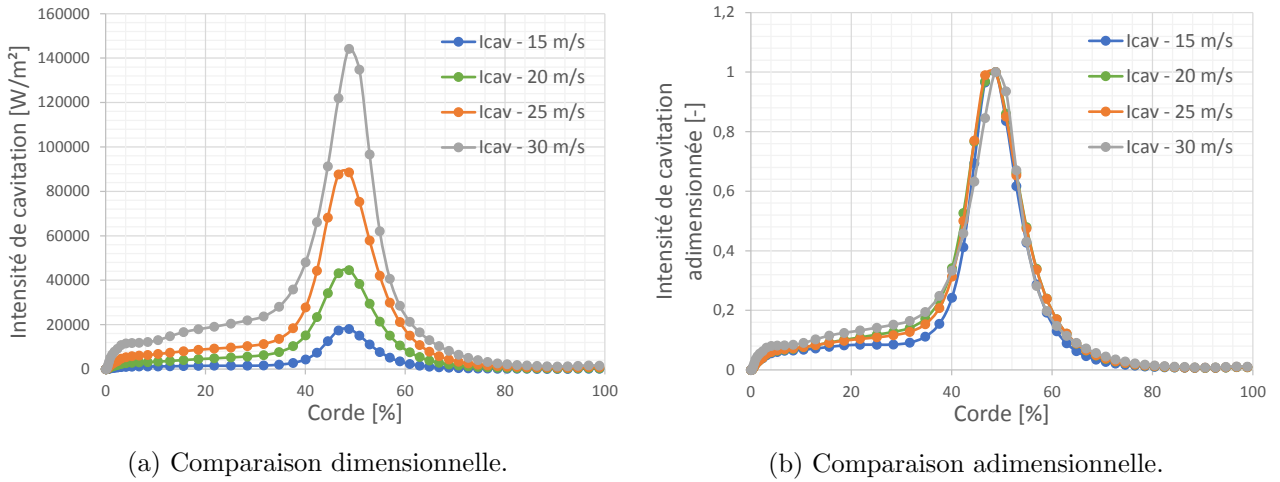 160000
140000
120000
100000
80000
60000
40000
20000
0
Intensité de cavitation [W/m²]
Icav - 15 m/s
Icav - 20 m/s
Icav - 25 m/s
Icav - 30 m/s
0 20 40 60 80 100
Corde [%]
(a) Comparaison dimensionnelle.
1,2
1
0,8
0,6
0,4
0,2
0
Intensité de cavitation
adimensionnée [-]
Icav - 15 m/s
Icav - 20 m/s
Icav - 25 m/s
Icav - 30 m/s
0 20 40 60 80 100
Corde [%]
(b) Comparaison adimensionnelle.